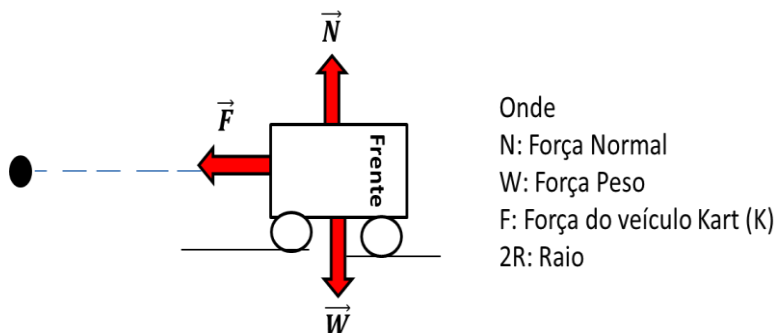 N
F
Frente
W
Onde
N: Força Normal
W: Força Peso
F: Força do veículo Kart (K)
2R: Raio